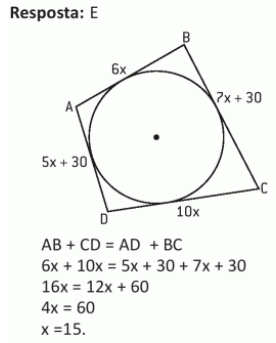 Resposta: E
B
6x
7x + 30
A
5x + 30
C
D
10x
AB + CD = AD + BC
6x + 10x = 5x + 30 + 7x + 30
16x = 12x + 60
4x = 60
x =15.